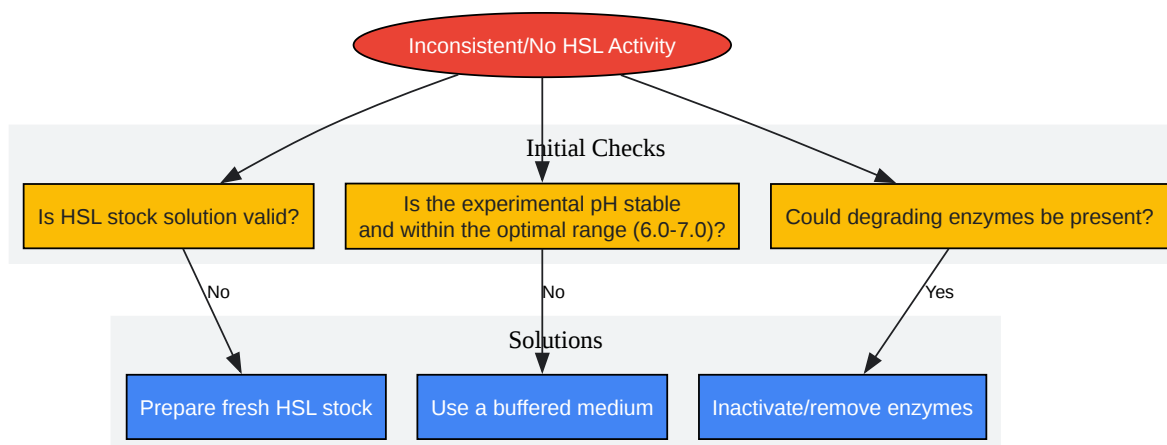 Inconsistent/No HSL Activity
Initial Checks
Is HSL stock solution valid?
Is the experimental pH stable
and within the optimal range (6.0-7.0)?
Could degrading enzymes be present?
No
No
Yes
Solutions
Prepare fresh HSL stock
Use a buffered medium
Inactivate/remove enzymes